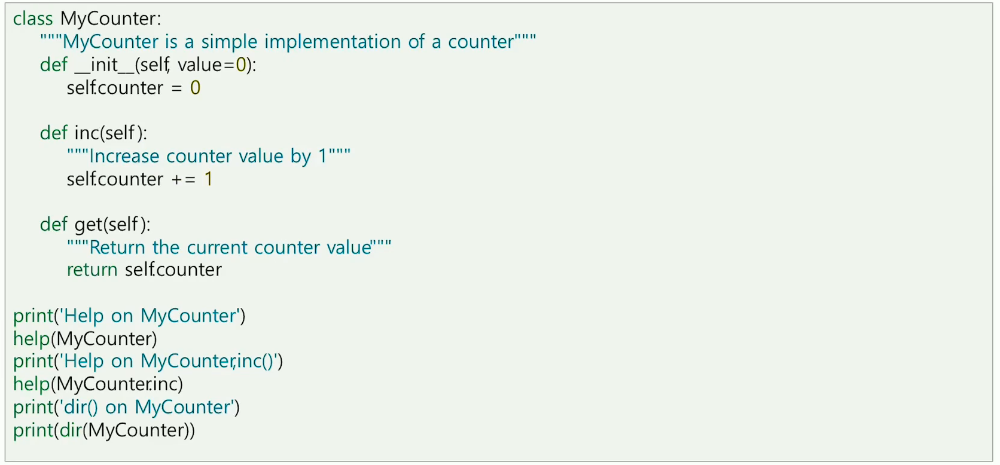 class MyCounter:
"""MyCounter is a simple implementation of a counter"""
def __init__(self, value=0):
self.counter = 0
def inc(self):
"""Increase counter value by 1"""
self.counter += 1
def get(self):
"""Return the current counter value"""
return self.counter
print('Help on MyCounter')
help(MyCounter)
print('Help on MyCounter,inc()')
help(MyCounter.inc)
print('dir() on MyCounter')
print(dir(MyCounter))